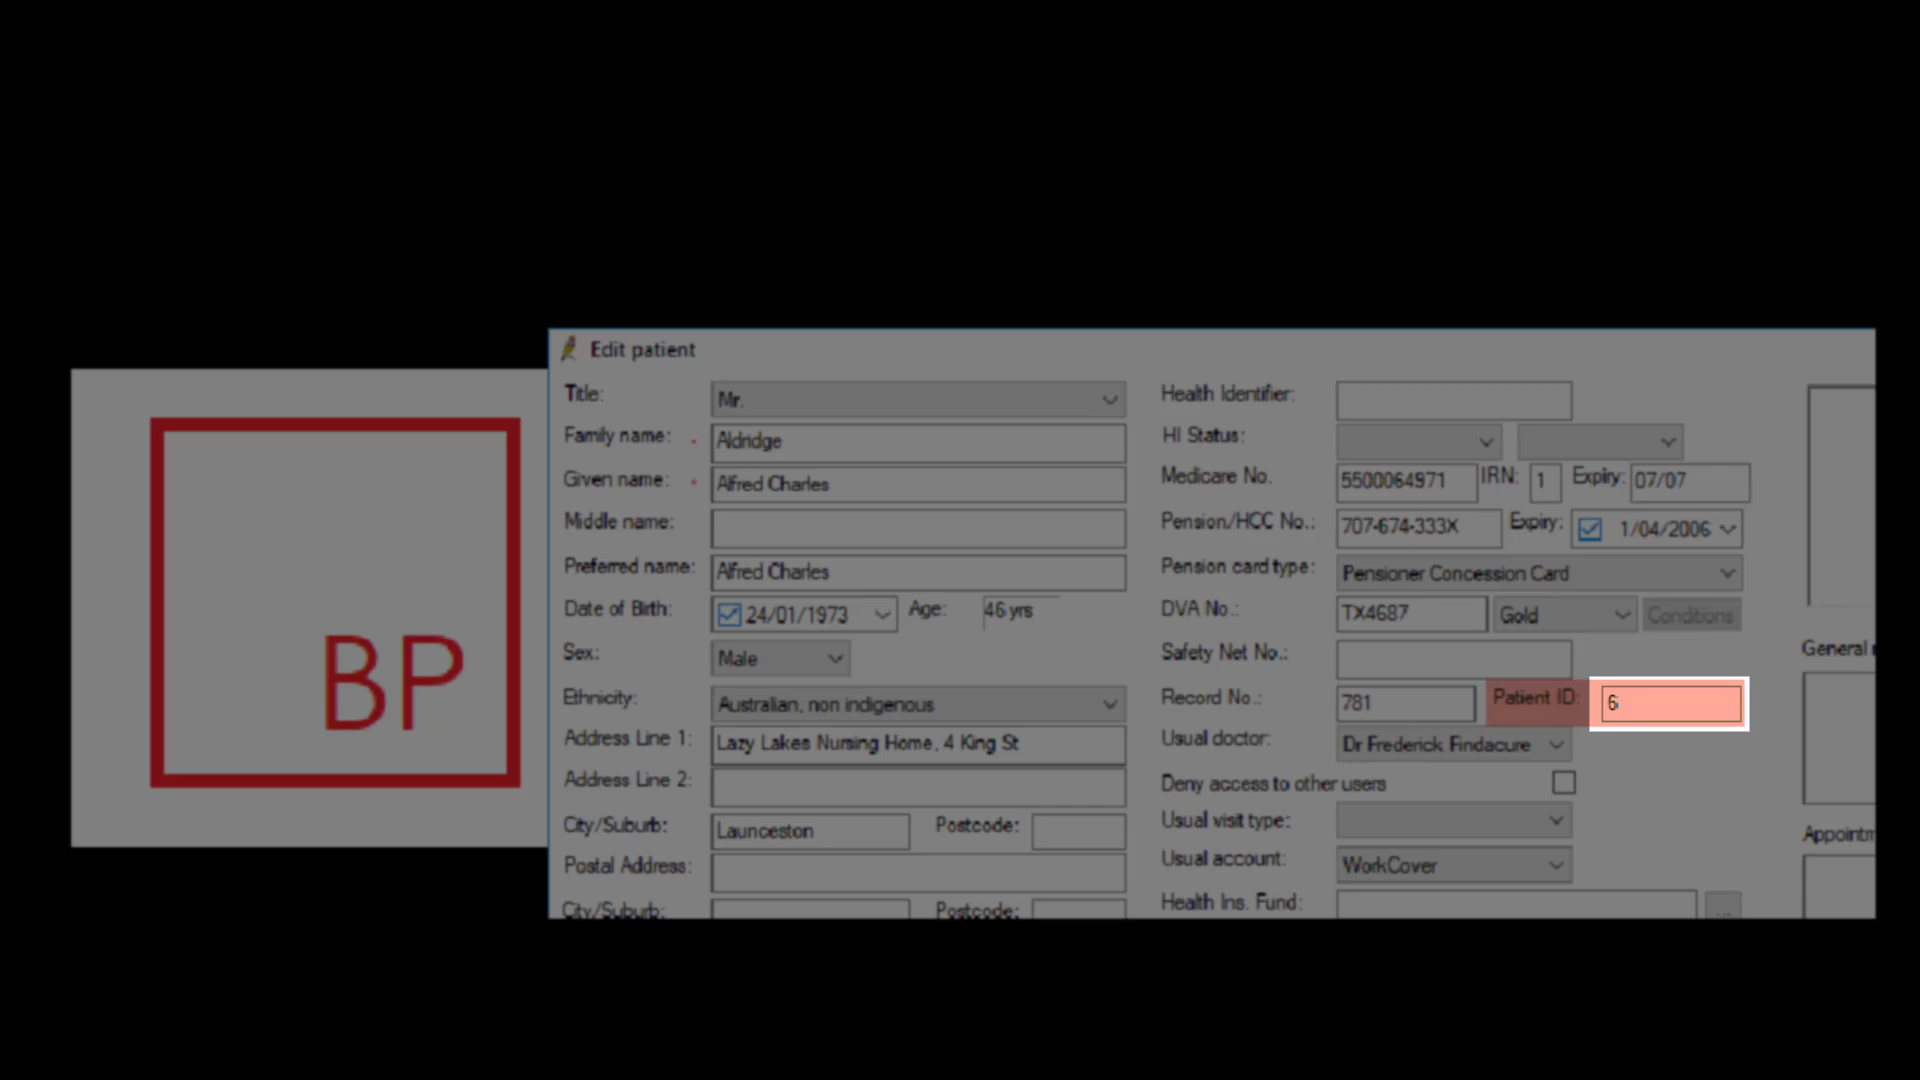 BP
Edit patient
Title: Mr.
Family name: Aldridge
Given name: Alfred Charles
Middle name:
Preferred name: Alfred Charles
Date of Birth: 24/01/1973 Age: 46 yrs
Sex: Male
Ethnicity: Australian, non indigenous
Address Line 1: Lazy Lakes Nursing Home, 4 King St
Address Line 2:
City/Suburb: Launceston Postcode:
Postal Address:
City/Suburb: Postcode:
Health Identifier:
HI Status:
Medicare No. 5500064971 IRN: 1 Expiry: 07/07
Pension/HCC No.: 707-674-333X Expiry: 1/04/2006
Pension card type: Pensioner Concession Card
DVA No.: TX4687 Gold Conditions
Safety Net No.:
Record No.: 781 Patient ID: 6
Usual doctor: Dr Frederick Findacure
Deny access to other users
Usual visit type:
Usual account: WorkCover
Health Ins. Fund: ...
General